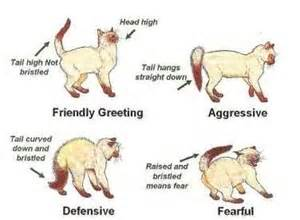 Head high
Tail high Not
bristled
Friendly Greeting
Tail hangs
straight down
Aggressive
Tail curved
down and
bristled
Defensive
Raised and
bristled
means fear
Fearful